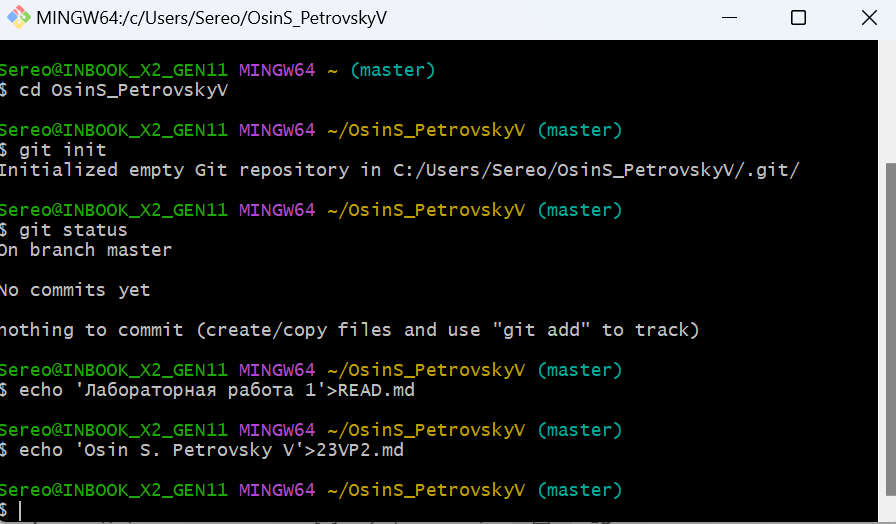 MINGW64:/c/Users/Sereo/OsinS_PetrovskyV
Sereo@INBOOK_X2_GEN11 MINGW64 ~ (master)
$ cd OsinS_PetrovskyV
Sereo@INBOOK_X2_GEN11 MINGW64 ~/OsinS_PetrovskyV (master)
$ git init
Initialized empty Git repository in C:/Users/Sereo/OsinS_PetrovskyV/.git/
Sereo@INBOOK_X2_GEN11 MINGW64 ~/OsinS_PetrovskyV (master)
$ git status
On branch master
No commits yet
nothing to commit (create/copy files and use "git add" to track)
Sereo@INBOOK_X2_GEN11 MINGW64 ~/OsinS_PetrovskyV (master)
$ echo 'Лабораторная работа 1'>READ.md
Sereo@INBOOK_X2_GEN11 MINGW64 ~/OsinS_PetrovskyV (master)
$ echo 'Osin S. Petrovsky V'>23VP2.md
Sereo@INBOOK_X2_GEN11 MINGW64 ~/OsinS_PetrovskyV (master)
$